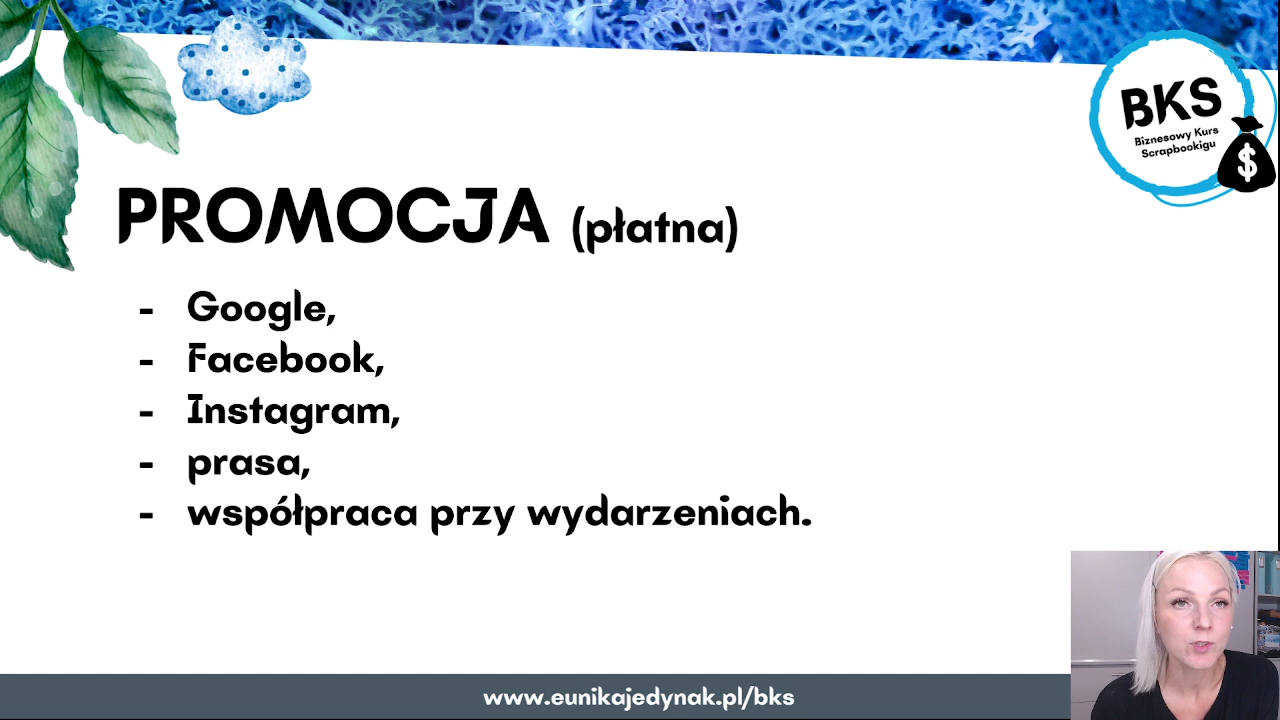 BKS
Biznesowy Kurs
Scrapbookigu
$
PROMOCJA (płatna)
- Google,
- Facebook,
- Instagram,
- prasa,
- współpraca przy wydarzeniach.
www.eunikajedynak.pl/bks